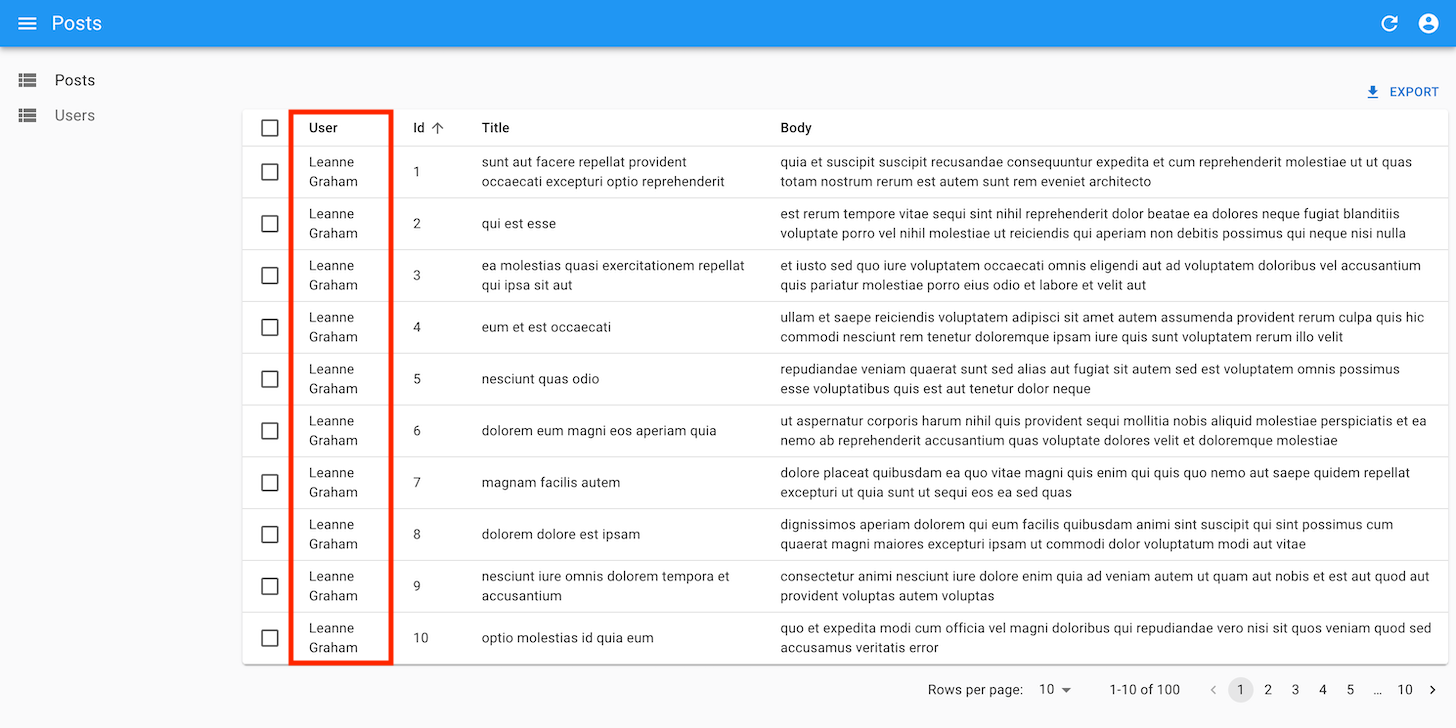 Posts
Posts
Users
EXPORT
User Id Title Body
Leanne
Graham
1
sunt aut facere repellat provident
occaecati excepturi optio reprehenderit
quia et suscipit suscipit recusandae consequuntur expedita et cum reprehenderit molestiae ut ut quas
totam nostrum rerum est autem sunt rem eveniet architecto
Leanne
Graham
2
qui est esse
est rerum tempore vitae sequi sint nihil reprehenderit dolor beatae ea dolores neque fugiat blanditiis
voluptate porro vel nihil molestiae ut reiciendis qui aperiam non debitis possimus qui neque nisi nulla
Leanne
Graham
3
ea molestias quasi exercitationem repellat
qui ipsa sit aut
et iusto sed quo iure voluptatem occaecati omnis eligendi aut ad voluptatem doloribus vel accusantium
quis pariatur molestiae porro eius odio et labore et velit aut
Leanne
Graham
4
eum et est occaecati
ullam et saepe reiciendis voluptatem adipisci sit amet autem assumenda provident rerum culpa quis hic
commodi nesciunt rem tenetur doloremque ipsam iure quis sunt voluptatem rerum illo velit
Leanne
Graham
5
nesciunt quas odio
repudiandae veniam quaerat sunt sed alias aut fugiat sit autem sed est voluptatem omnis possimus
esse voluptatibus quis est aut tenetur dolor neque
Leanne
Graham
6
dolorem eum magni eos aperiam quia
ut aspernatur corporis harum nihil quis provident sequi mollitia nobis aliquid molestiae perspiciatis et ea
nemo ab reprehenderit accusantium quas voluptate dolores velit et doloremque molestiae
Leanne
Graham
7
magnam facilis autem
dolore placeat quibusdam ea quo vitae magni quis enim qui quis quo nemo aut saepe quidem repellat
excepturi ut quia sunt ut sequi eos ea sed quas
Leanne
Graham
8
dolorem dolore est ipsam
dignissimos aperiam dolorem qui eum facilis quibusdam animi sint suscipit qui sint possimus cum
quaerat magni maiores excepturi ipsam ut commodi dolor voluptatum modi aut vitae
Leanne
Graham
9
nesciunt iure omnis dolorem tempora et
accusantium
consectetur animi nesciunt iure dolore enim quia ad veniam autem ut quam aut nobis et est aut quod aut
provident voluptas autem voluptas
Leanne
Graham
10
optio molestias id quia eum
quo et expedita modi cum officia vel magni doloribus qui repudiandae vero nisi sit quos veniam quod sed
accusamus veritatis error
Rows per page: 10 1-10 of 100 1 2 3 4 5 ... 10